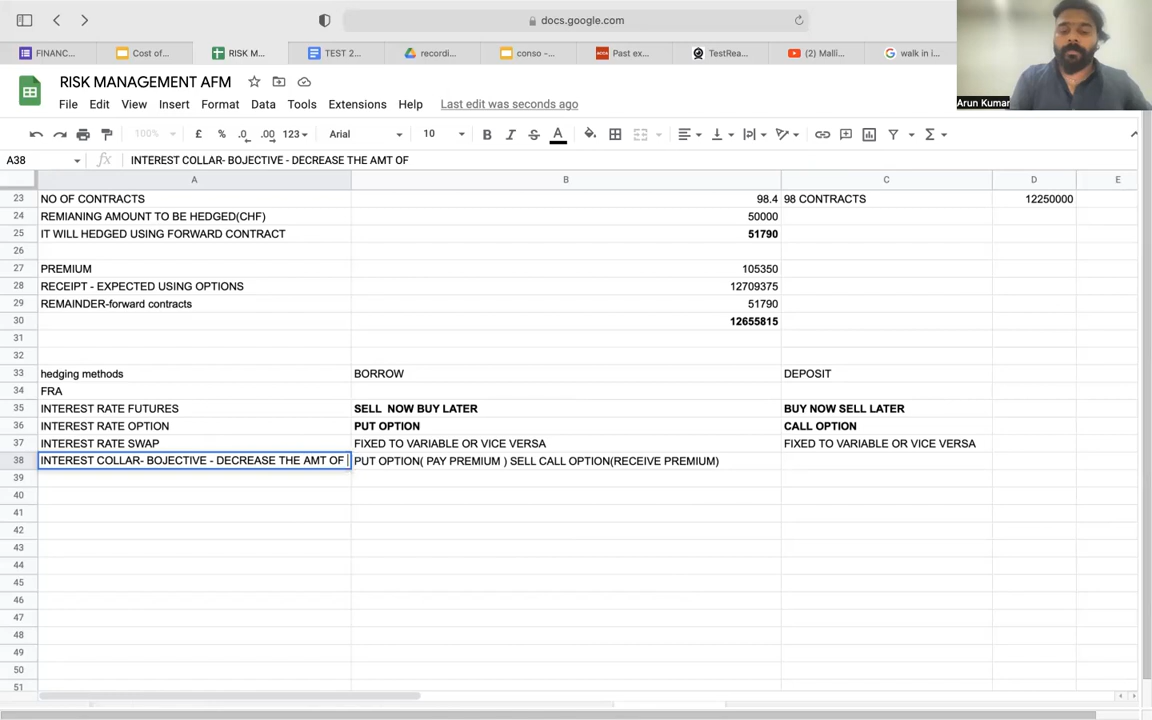 docs.google.com
FINANC...
Cost of...
RISK M...
TEST 2...
recordi...
conso -...
ACCA
Past ex...
TestRea...
Malli...
walk in i...
RISK MANAGEMENT AFM
File Edit View Insert Format Data Tools Extensions Help Last edit was seconds ago
100% £ % .0 .00 123 Arial 10 B I S A
Arun Kumar
A38 fx INTEREST COLLAR- BOJECTIVE - DECREASE THE AMT OF
A B C D E
23 NO OF CONTRACTS 98.4 98 CONTRACTS 12250000
24 REMIANING AMOUNT TO BE HEDGED(CHF) 50000
25 IT WILL HEDGED USING FORWARD CONTRACT 51790
26
27 PREMIUM 105350
28 RECEIPT - EXPECTED USING OPTIONS 12709375
29 REMAINDER-forward contracts 51790
30 12655815
31
32
33 hedging methods BORROW DEPOSIT
34 FRA
35 INTEREST RATE FUTURES SELL NOW BUY LATER BUY NOW SELL LATER
36 INTEREST RATE OPTION PUT OPTION CALL OPTION
37 INTEREST RATE SWAP FIXED TO VARIABLE OR VICE VERSA FIXED TO VARIABLE OR VICE VERSA
38 INTEREST COLLAR- BOJECTIVE - DECREASE THE AMT OF PUT OPTION( PAY PREMIUM ) SELL CALL OPTION(RECEIVE PREMIUM)
39
40
41
42
43
44
45
46
47
48
49
50
51